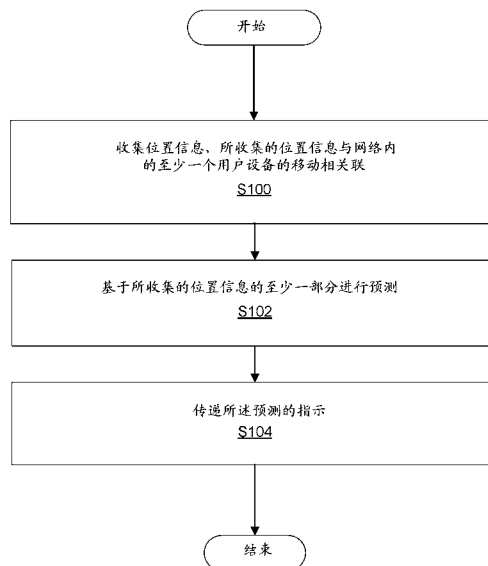 开始
收集位置信息、所收集的位置信息与网络内
的至少一个用户设备的移动相关联
S100
基于所收集的位置信息的至少一部分进行预测
S102
传递所述预测的指示
S104
结束